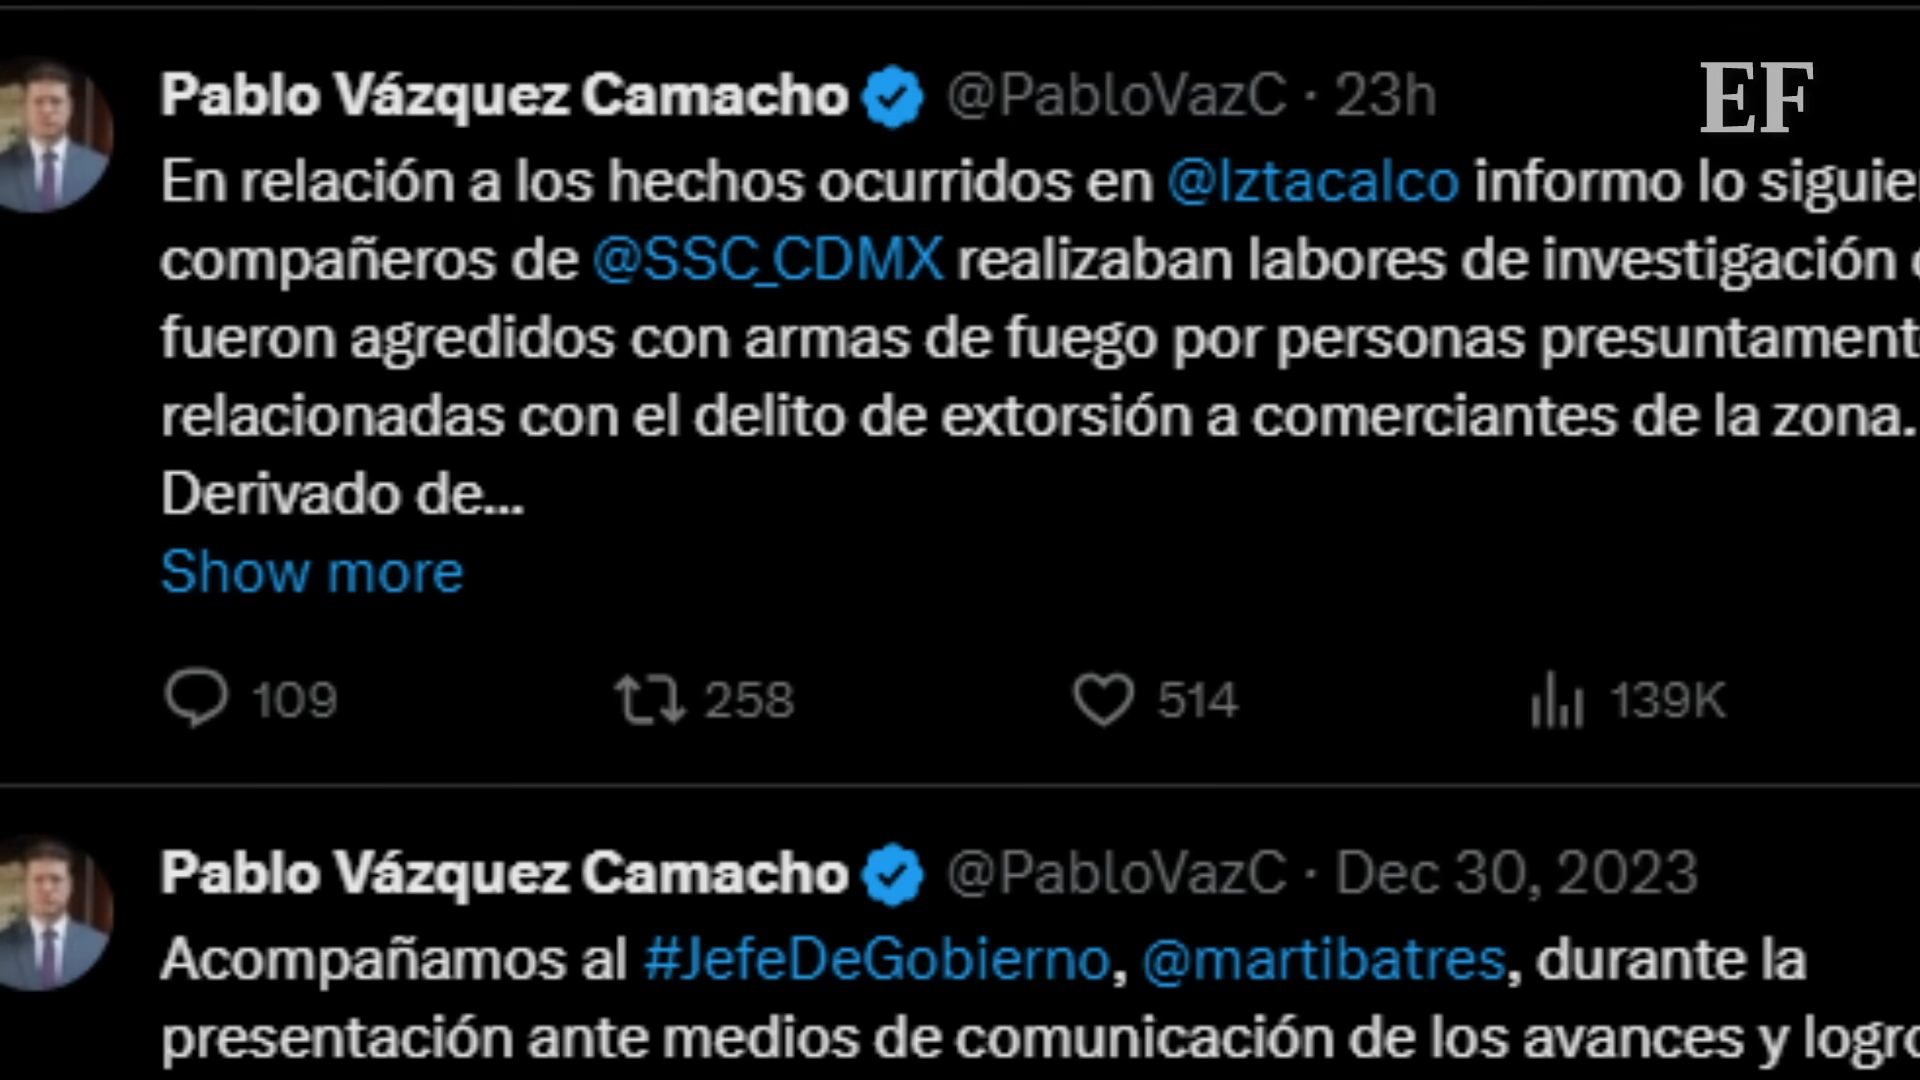 Pablo Vázquez Camacho @PabloVazC · 23h
EF
En relación a los hechos ocurridos en @Iztacalco informo lo
compañeros de @SSC_CDMX realizaban labores de investigación
fueron agredidos con armas de fuego por personas
relacionadas con el delito de extorsión a comerciantes de la zona.
Derivado de...
Show more
109 258 514 139K
Pablo Vázquez Camacho @PabloVazC · Dec 30, 2023
Acompañamos al #JefeDeGobierno, @martibatres, durante la
presentación ante medios de comunicación de los avances y